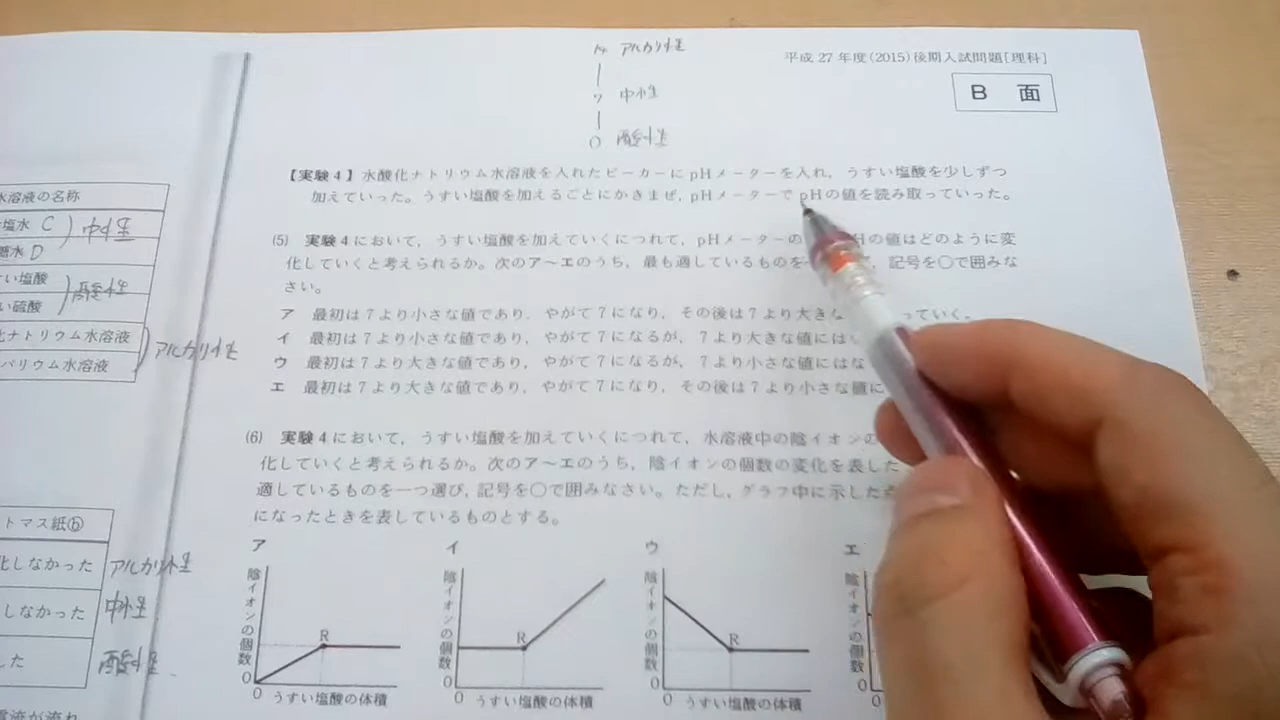 14 アルカリ性
7 中性
0 酸性
平成27年度(2015)後期入試問題[理科]
B 面
水溶液の名称
塩水 C
中性
糖水 D
い塩酸
酸性
い硫酸
ナトリウム水溶液
アルカリ性
バリウム水溶液
【実験4】水酸化ナトリウム水溶液を入れたビーカーにpHメーターを入れ,うすい塩酸を少しずつ
加えていった。うすい塩酸を加えるごとにかきまぜ,pHメーターでpHの値を読み取っていった。
(5) 実験4において,うすい塩酸を加えていくにつれて,pHメーターの Hの値はどのように変
化していくと考えられるか。次のア〜エのうち,最も適しているものを 記号を○で囲みな
さい。
ア 最初は7より小さな値であり,やがて7になり,その後は7より大き っていく。
イ 最初は7より小さな値であり,やがて7になるが,7より大きな値には
ウ 最初は7より大きな値であり,やがて7になるが,7より小さな値にはな
エ 最初は7より大きな値であり,やがて7になり,その後は7より小さな値に
(6) 実験4において,うすい塩酸を加えていくにつれて,水溶液中の陰イオンの
化していくと考えられるか。次のア〜エのうち,陰イオンの個数の変化を表した
適しているものを一つ選び,記号を○で囲みなさい。ただし,グラフ中に示した点
になったときを表しているものとする。
トマス紙ⓑ
化しなかった アルカリ性
しなかった 中性
した 酸性
ア
陰イオンの個数
R
0
0
うすい塩酸の体積
イ
陰イオンの個数
R
0
0
うすい塩酸の体積
ウ
陰イオンの個数
R
0
0
うすい塩酸の体積
エ
陰イオンの個数
0
0